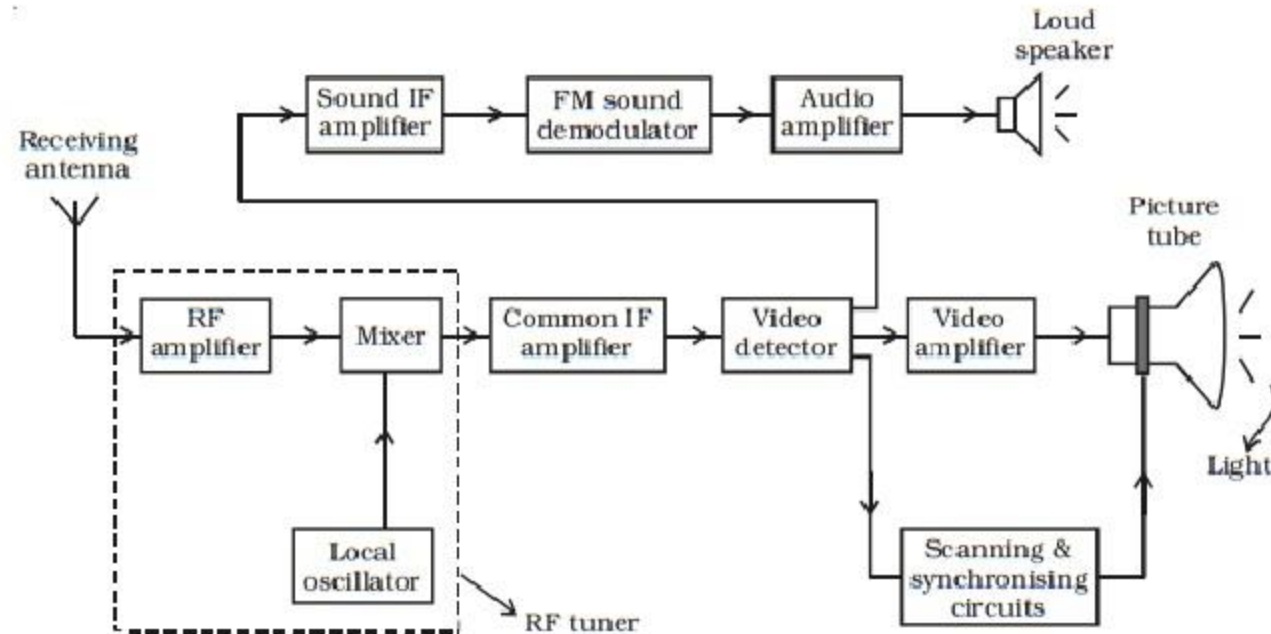 Loud
speaker
Sound IF
amplifier
FM sound
demodulator
Audio
amplifier
Receiving
antenna
Picture
tube
RF
amplifier
Mixer
Common IF
amplifier
Video
detector
Video
amplifier
Light
Local
oscillator
Scanning &
synchronising
circuits
RF tuner